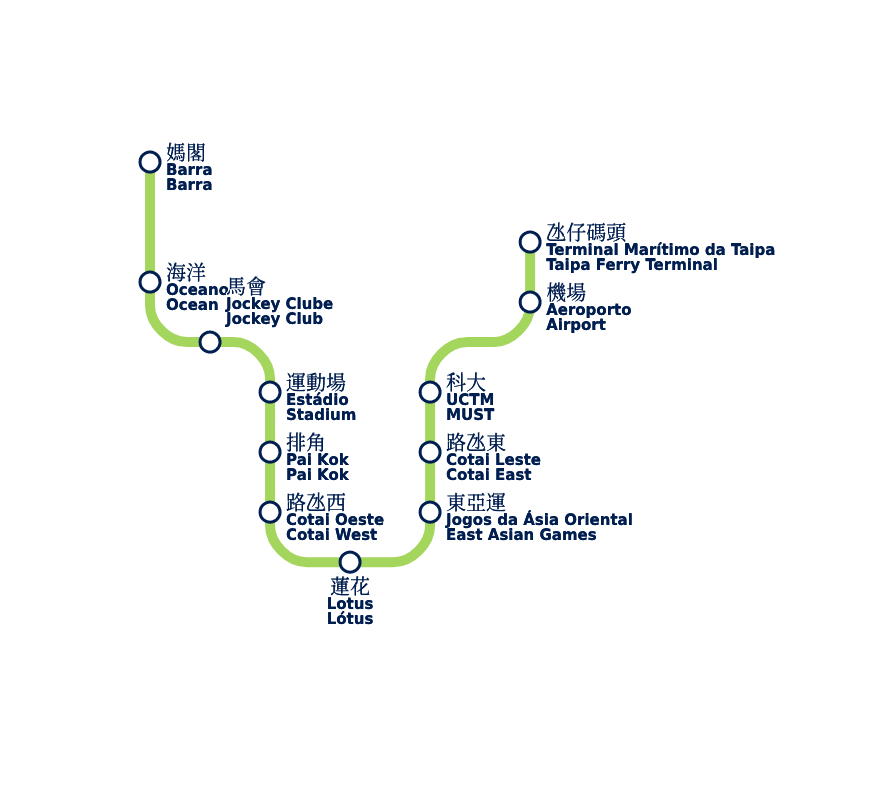 媽閣
Barra
Barra
海洋
Oceano
Ocean
馬會
Jockey Clube
Jockey Club
運動場
Estádio
Stadium
排角
Pai Kok
Pai Kok
路氹西
Cotai Oeste
Cotai West
蓮花
Lotus
Lótus
東亞運
Jogos da Ásia Oriental
East Asian Games
路氹東
Cotai Leste
Cotai East
科大
UCTM
MUST
機場
Aeroporto
Airport
氹仔碼頭
Terminal Marítimo da Taipa
Taipa Ferry Terminal